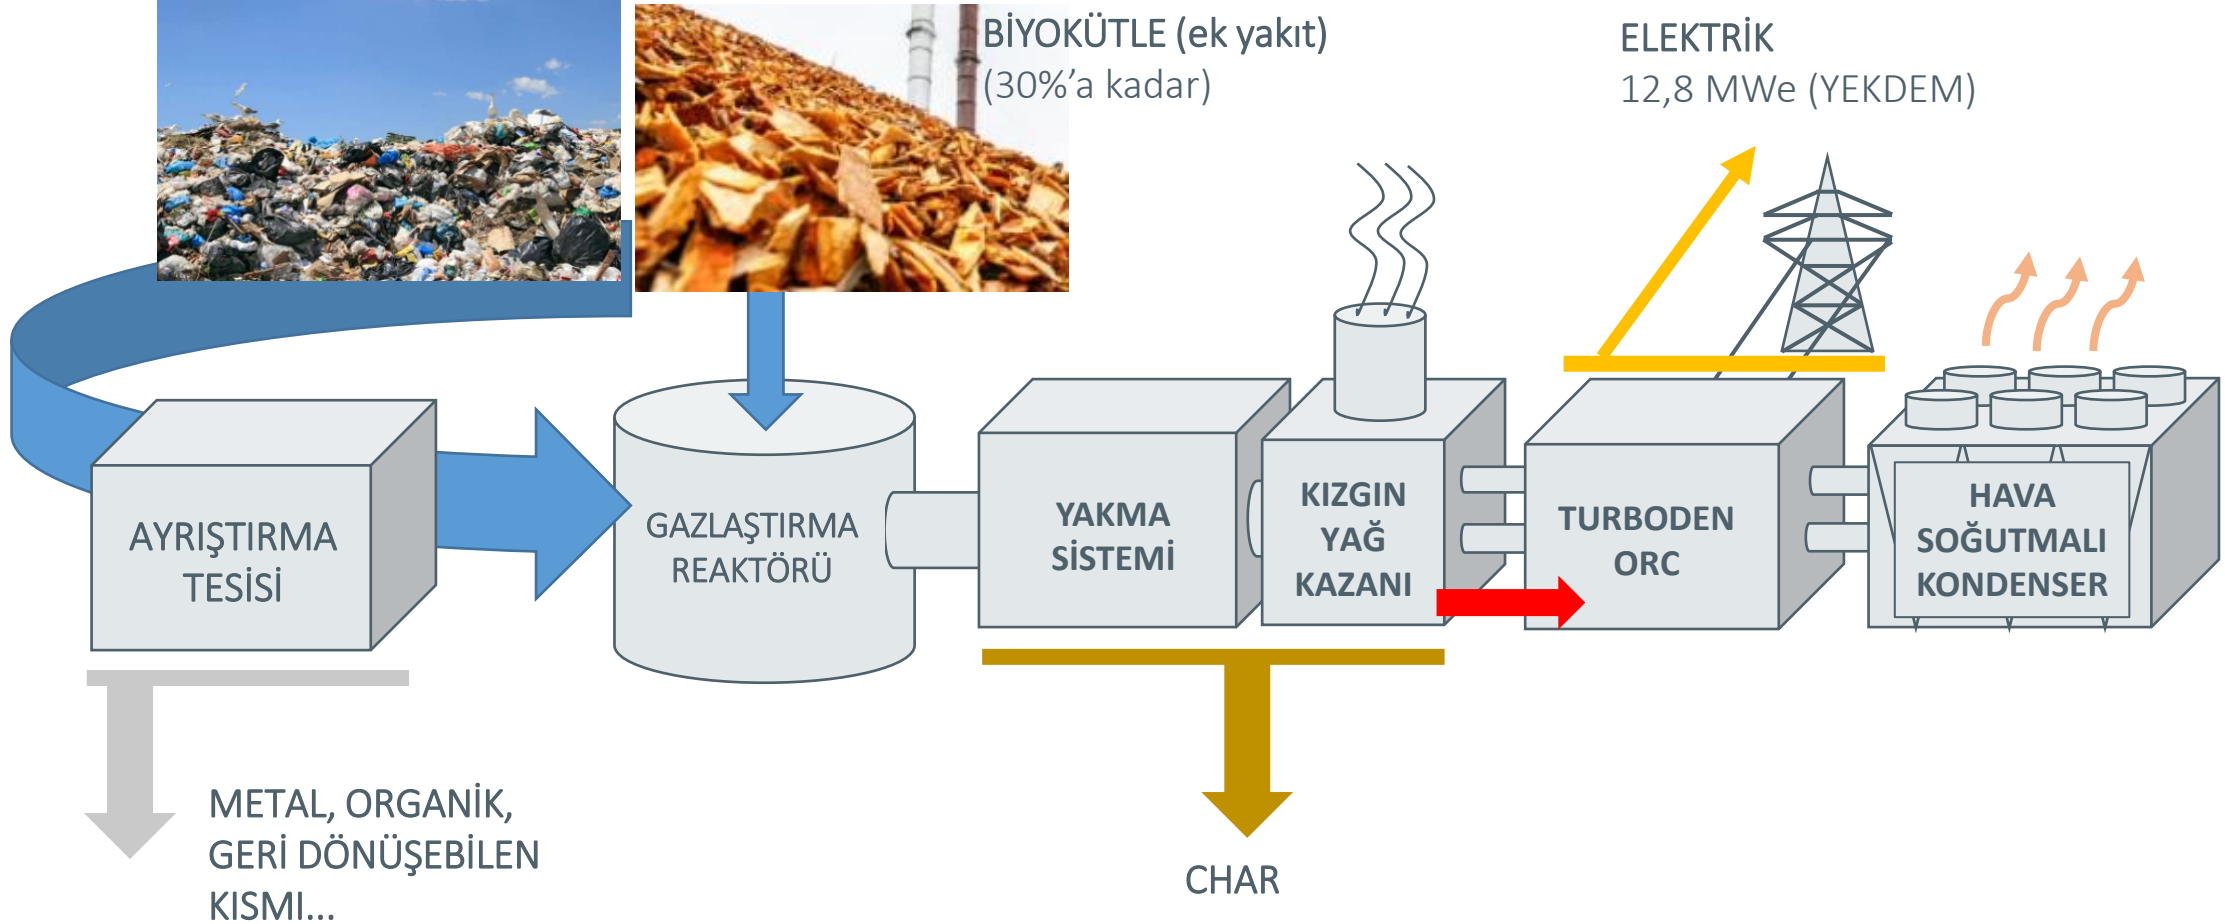 BİYOKÜTLE (ek yakıt)
(30%'a kadar)
ELEKTRİK
12,8 MWe (YEKDEM)
AYRIŞTIRMA
TESİSİ
GAZLAŞTIRMA
REAKTÖRÜ
YAKMA
SİSTEMİ
KIZGIN
YAĞ
KAZANI
TURBODEN
ORC
HAVA
SOĞUTMALI
KONDENSER
METAL, ORGANİK,
GERİ DÖNÜŞEBİLEN
KISMI...
CHAR